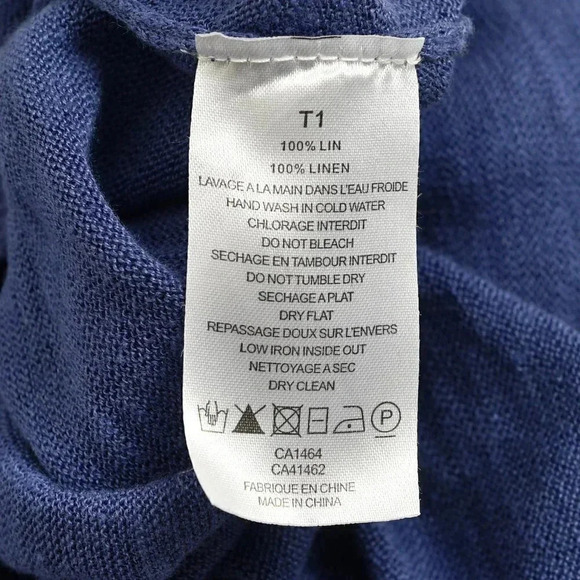 T1
100% LIN
100% LINEN
LAVAGE A LA MAIN DANS L'EAU FROIDE
HAND WASH IN COLD WATER
CHLORAGE INTERDIT
DO NOT BLEACH
SECHAGE EN TAMBOUR INTERDIT
DO NOT TUMBLE DRY
SECHAGE A PLAT
DRY FLAT
REPASSAGE DOUX SUR L'ENVERS
LOW IRON INSIDE OUT
NETTOYAGE A SEC
DRY CLEAN
P
CA1464
CA41462
FABRIQUE EN CHINE
MADE IN CHINA